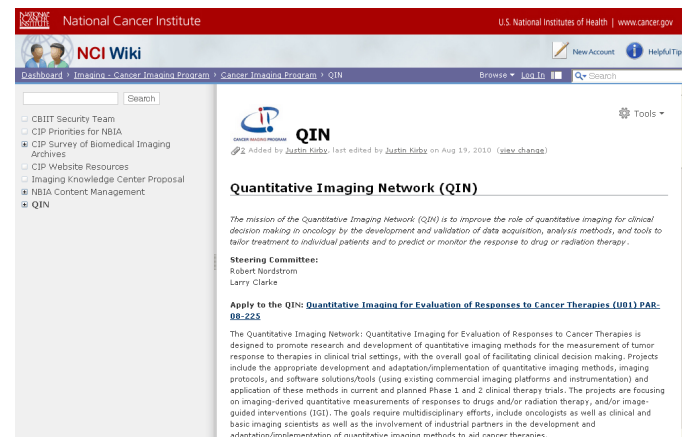 NATIONAL CANCER INSTITUTE National Cancer Institute
U.S. National Institutes of Health | www.cancer.gov
NCI Wiki
New Account Helpful Tip
Dashboard › Imaging - Cancer Imaging Program › Cancer Imaging Program › QIN
Browse Log In Search
Search
CBIIT Security Team
CIP Priorities for NBIA
CIP Survey of Biomedical Imaging
Archives
CIP Website Resources
Imaging Knowledge Center Proposal
NBIA Content Management
QIN
Tools
cip
CANCER IMAGING PROGRAM
QIN
2 Added by Justin Kirby, last edited by Justin Kirby on Aug 19, 2010 (view change)
Quantitative Imaging Network (QIN)
The mission of the Quantitative Imaging Network (QIN) is to improve the role of quantitative imaging for clinical
decision making in oncology by the development and validation of data acquisition, analysis methods, and tools to
tailor treatment to individual patients and to predict or monitor the response to drug or radiation therapy.
Steering Committee:
Robert Nordstrom
Larry Clarke
Apply to the QIN: Quantitative Imaging for Evaluation of Responses to Cancer Therapies (U01) PAR-
08-225
The Quantitative Imaging Network: Quantitative Imaging for Evaluation of Responses to Cancer Therapies is
designed to promote research and development of quantitative imaging methods for the measurement of tumor
response to therapies in clinical trial settings, with the overall goal of facilitating clinical decision making. Projects
include the appropriate development and adaptation/implementation of quantitative imaging methods, imaging
protocols, and software solutions/tools (using existing commercial imaging platforms and instrumentation) and
application of these methods in current and planned Phase 1 and 2 clinical therapy trials. The projects are focusing
on imaging-derived quantitative measurements of responses to drugs and/or radiation therapy, and/or image-
guided interventions (IGI). The goals require multidisciplinary efforts, include oncologists as well as clinical and
basic imaging scientists as well as the involvement of industrial partners in the development and
adaptation/implementation of quantitative imaging methods to aid cancer therapies.